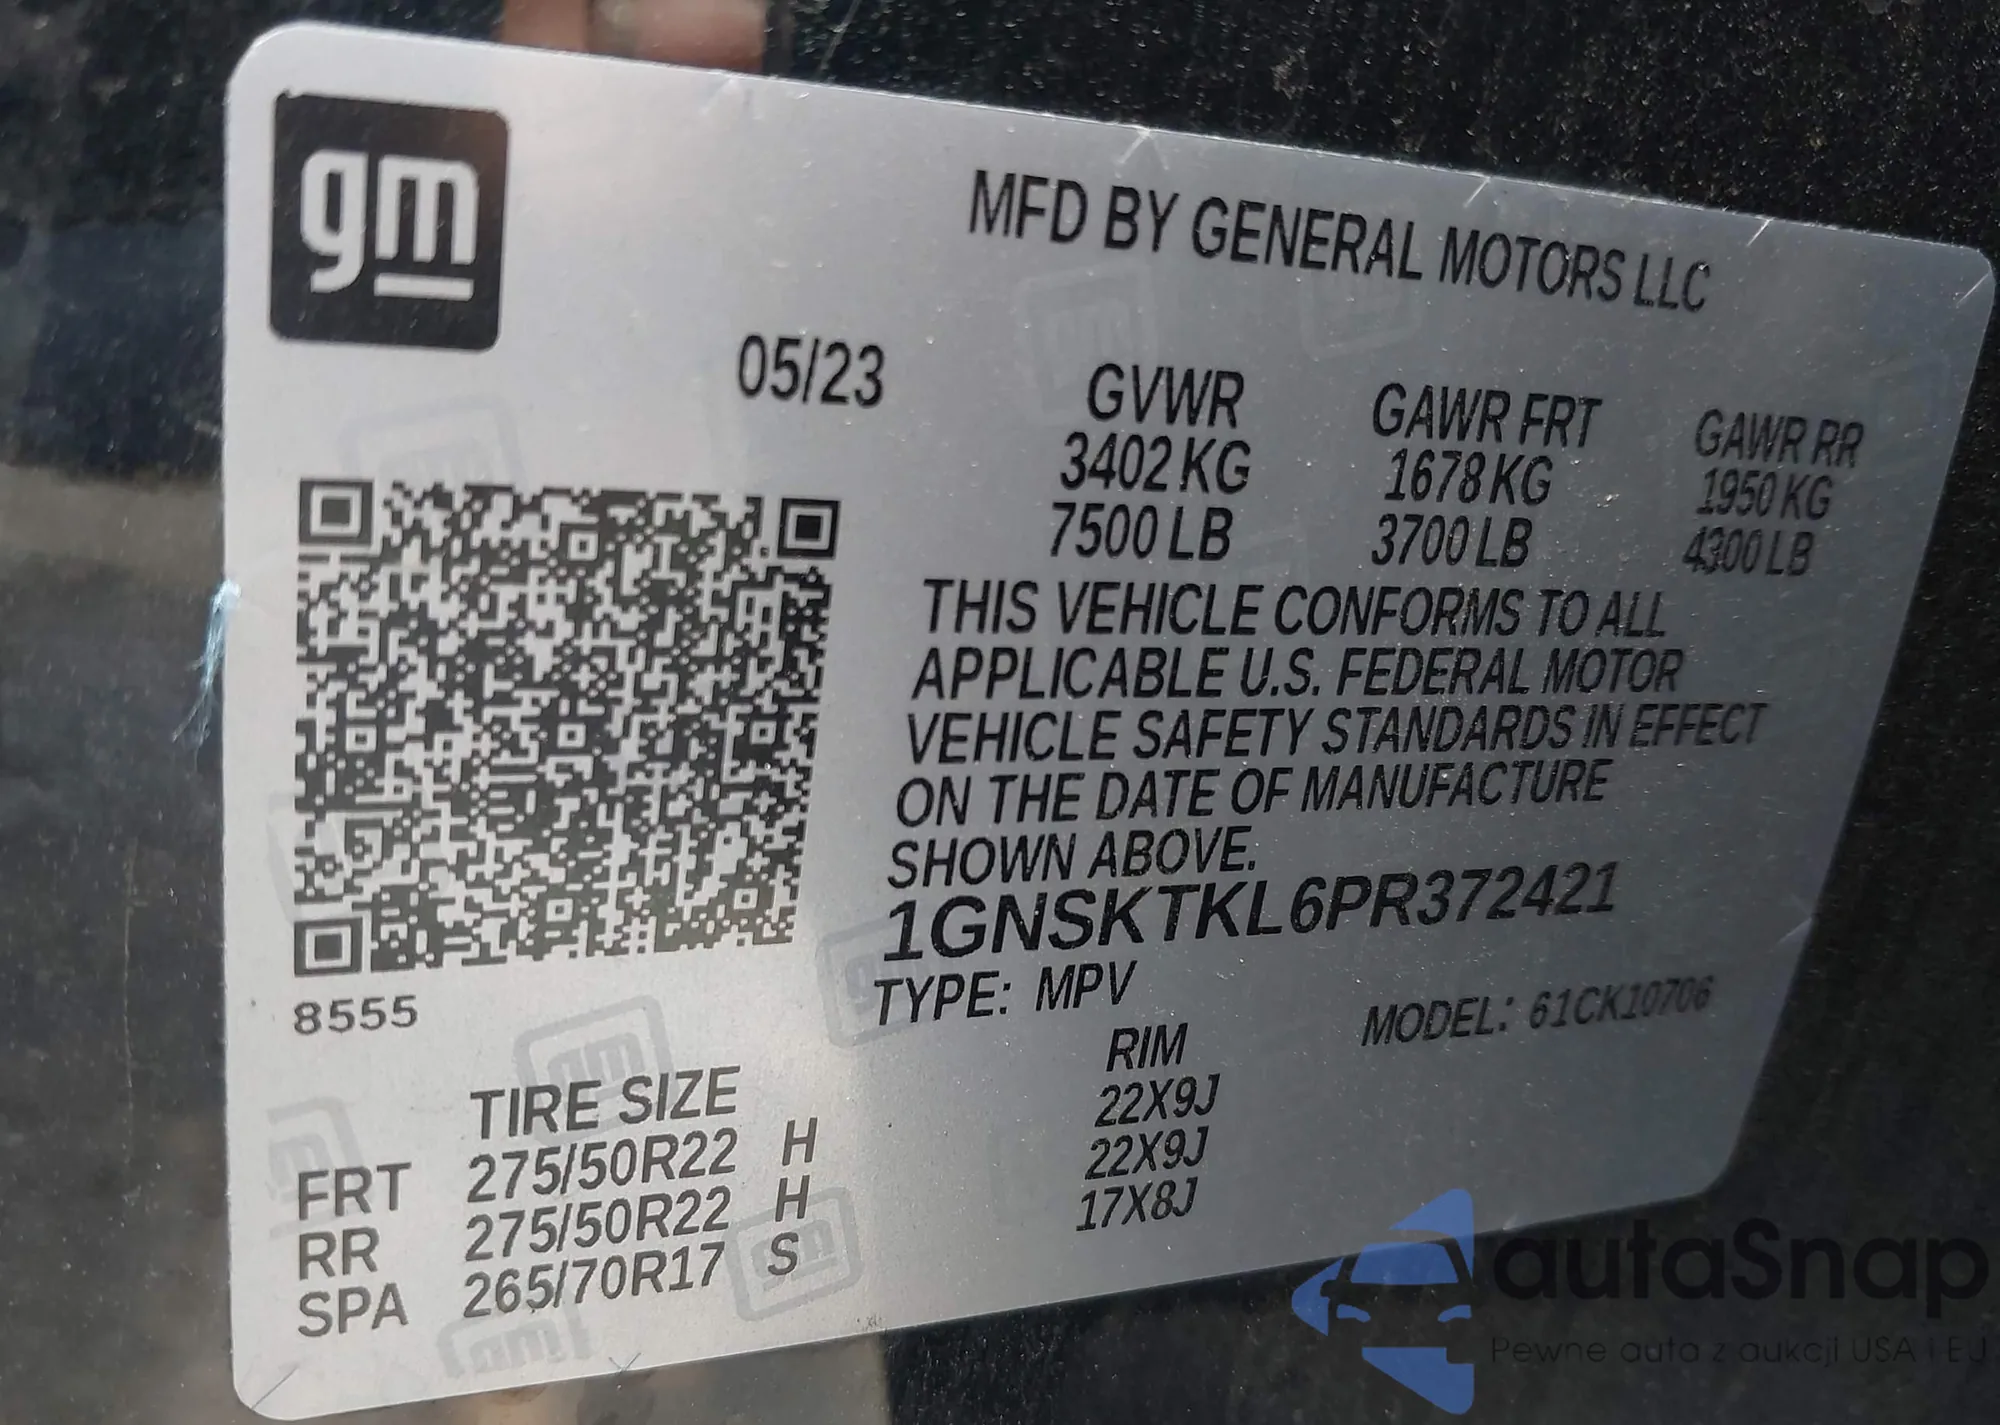 gm
MFD BY GENERAL MOTORS LLC
05/23
GVWR GAWR FRT GAWR RR
3402 KG 1678 KG 1950 KG
7500 LB 3700 LB 4300 LB
THIS VEHICLE CONFORMS TO ALL
APPLICABLE U.S. FEDERAL MOTOR
VEHICLE SAFETY STANDARDS IN EFFECT
ON THE DATE OF MANUFACTURE
SHOWN ABOVE.
1GNSKTKL6PR372421
TYPE: MPV MODEL: 61CK10706
8555
TIRE SIZE RIM
FRT 275/50R22 H 22X9J
RR 275/50R22 H 22X9J
SPA 265/70R17 S 17X8J
autaSnap
Pewne auta z aukcji USA i EU